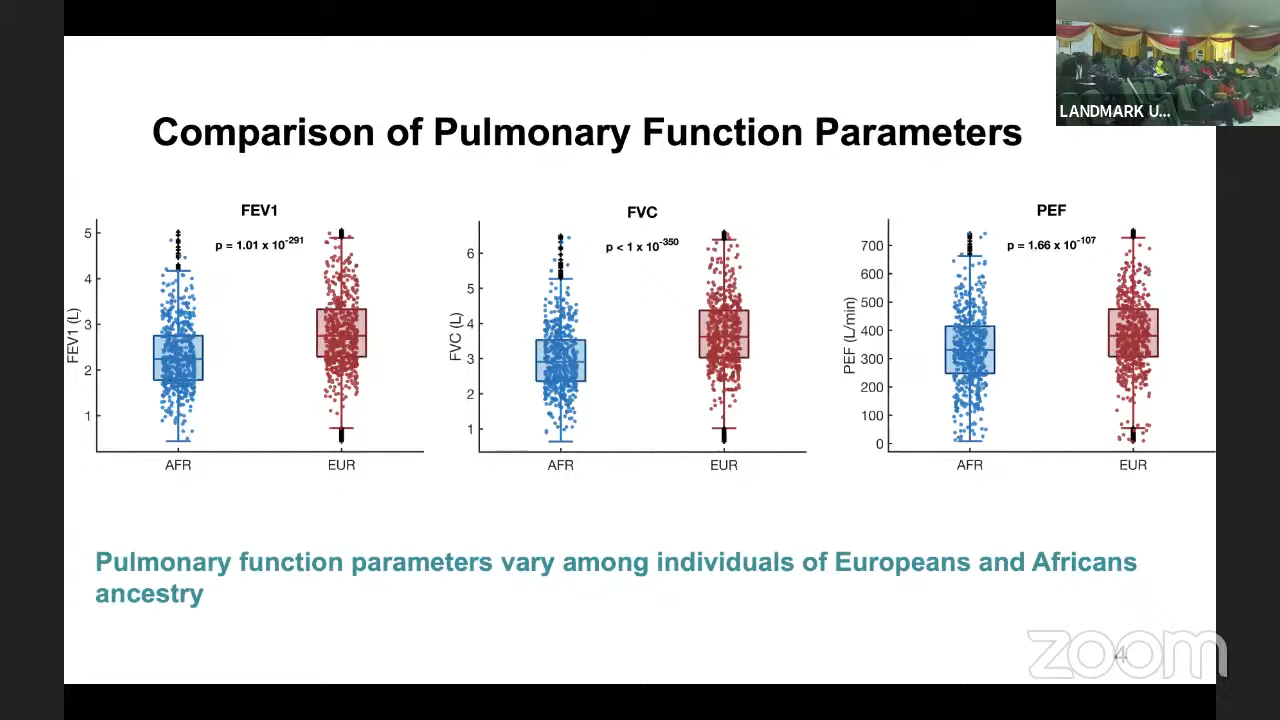 LANDMARK U...
Comparison of Pulmonary Function Parameters
FEV1
p = 1.01 x 10^-291
FEV1 (L)
5
4
3
2
1
AFR
EUR
FVC
p < 1 x 10^-350
FVC (L)
6
5
4
3
2
1
AFR
EUR
PEF
p = 1.66 x 10^-107
PEF (L/min)
700
600
500
400
300
200
100
0
AFR
EUR
Pulmonary function parameters vary among individuals of Europeans and Africans
ancestry
zoom
4